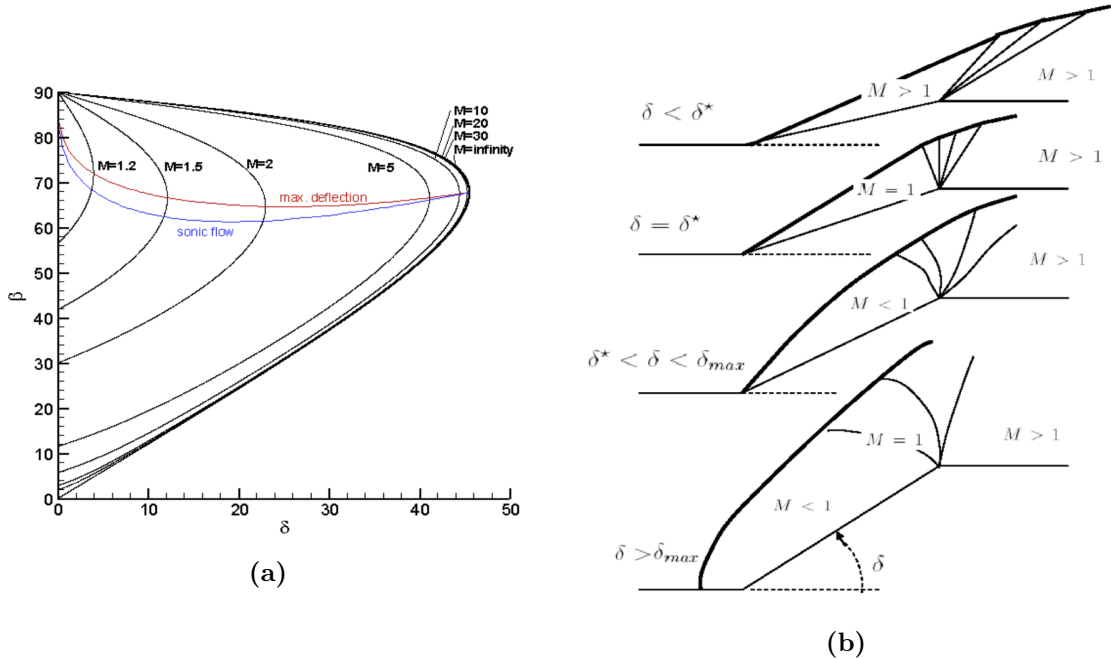 90
80
70
60
50
40
30
20
10
0
β
0 10 20 30 40 50
δ
M=1.2
M=1.5
M=2
M=5
M=10
M=20
M=30
M=infinity
max. deflection
sonic flow
(a)
δ < δ* M > 1 M > 1
δ = δ* M = 1 M > 1
δ* < δ < δmax M < 1 M > 1
δ >δmax M < 1 M = 1 M > 1
δ
(b)